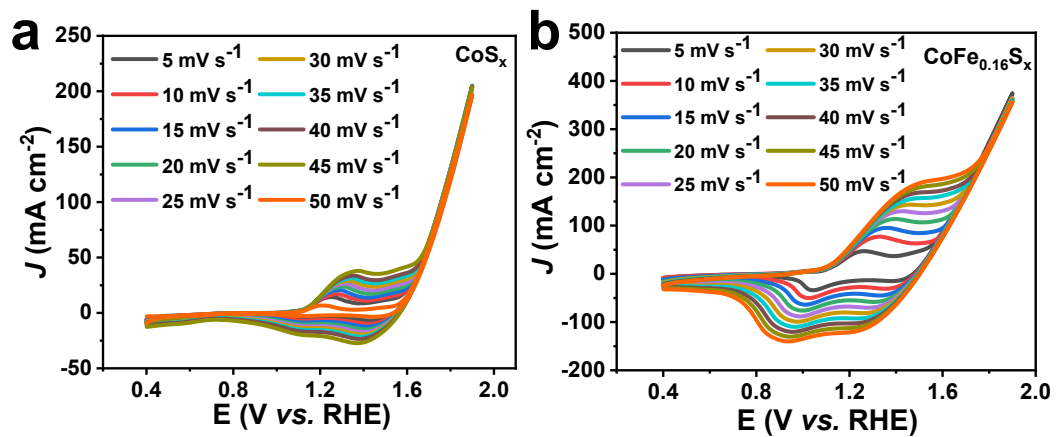 a
CoSₓ
5 mV s⁻¹
10 mV s⁻¹
15 mV s⁻¹
20 mV s⁻¹
25 mV s⁻¹
30 mV s⁻¹
35 mV s⁻¹
40 mV s⁻¹
45 mV s⁻¹
50 mV s⁻¹
250
200
150
100
50
0
-50
J (mA cm⁻²)
0.4 0.8 1.2 1.6 2.0
E (V vs. RHE)
b
CoFe₀.₁₆Sₓ
5 mV s⁻¹
10 mV s⁻¹
15 mV s⁻¹
20 mV s⁻¹
25 mV s⁻¹
30 mV s⁻¹
35 mV s⁻¹
40 mV s⁻¹
45 mV s⁻¹
50 mV s⁻¹
500
400
300
200
100
0
-100
-200
J (mA cm⁻²)
0.4 0.8 1.2 1.6 2.0
E (V vs. RHE)